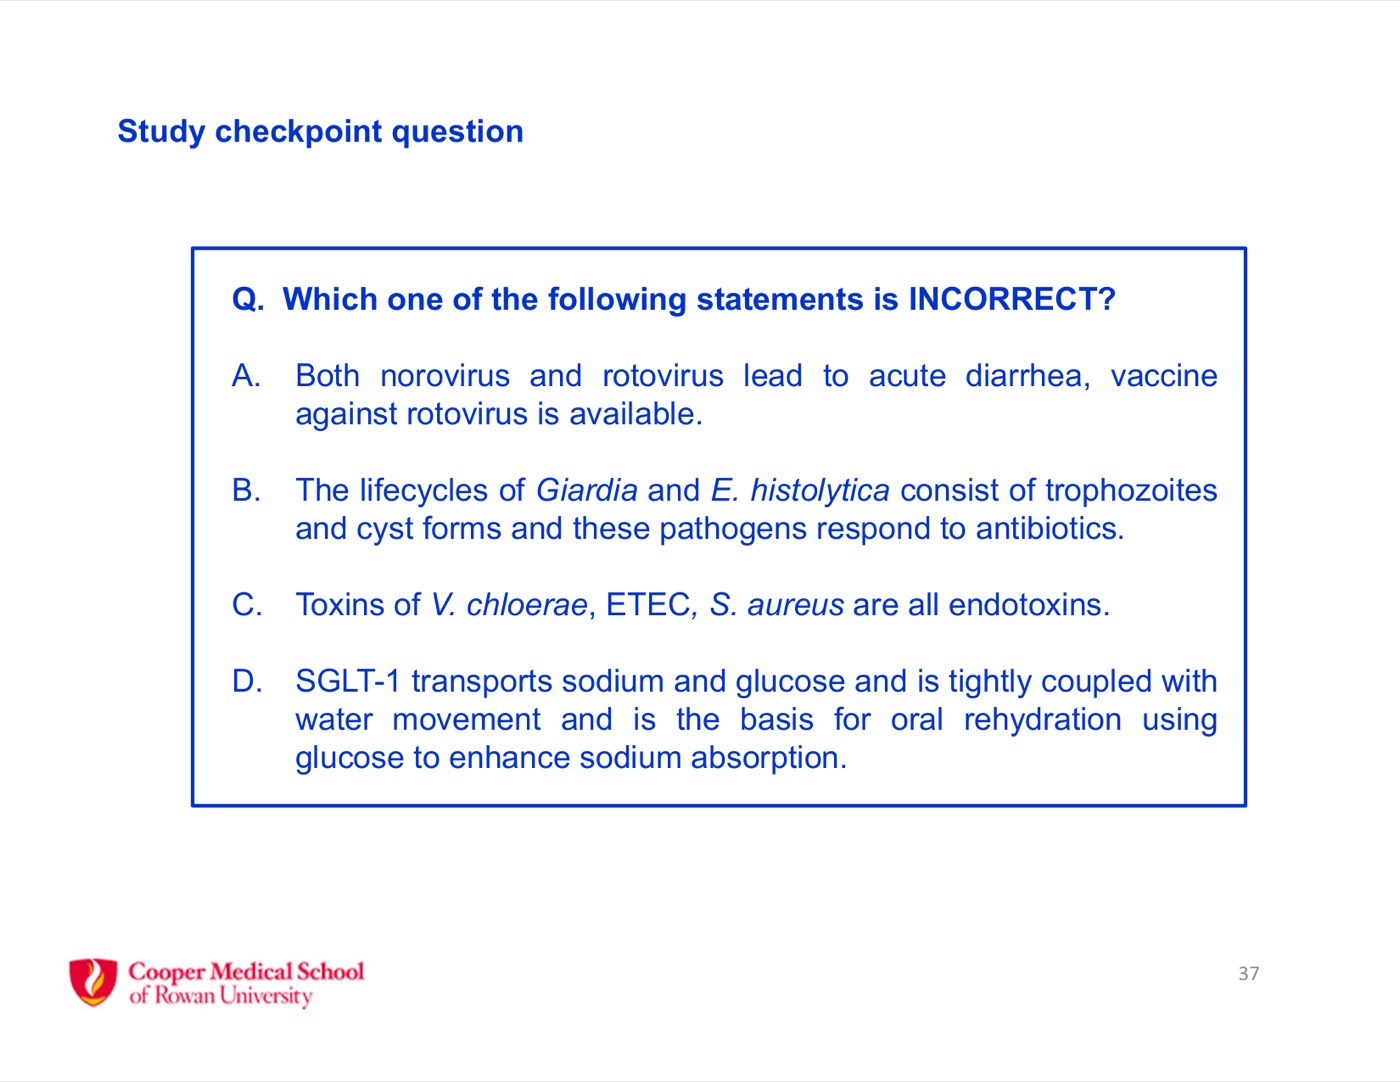 Study checkpoint question
Q. Which one of the following statements is INCORRECT?
A. Both norovirus and rotovirus lead to acute diarrhea, vaccine
against rotovirus is available.
B. The lifecycles of Giardia and E. histolytica consist of trophozoites
and cyst forms and these pathogens respond to antibiotics.
C. Toxins of V. chloerae, ETEC, S. aureus are all endotoxins.
D. SGLT-1 transports sodium and glucose and is tightly coupled with
water movement and is the basis for oral rehydration using
glucose to enhance sodium absorption.
Cooper Medical School
of Rowan University
37